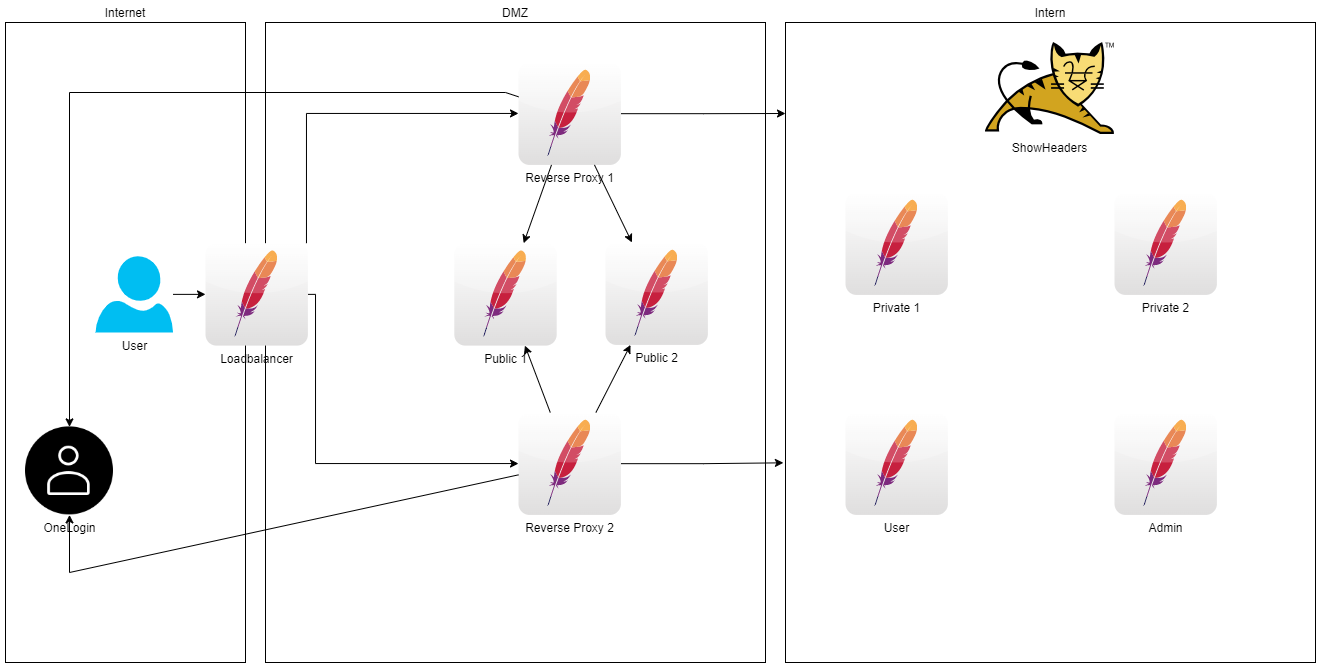 Internet
DMZ
Intern
TM
ShowHeaders
Reverse Proxy 1
Private 1
Private 2
User
Loadbalancer
Public 1
Public 2
OneLogin
Reverse Proxy 2
User
Admin